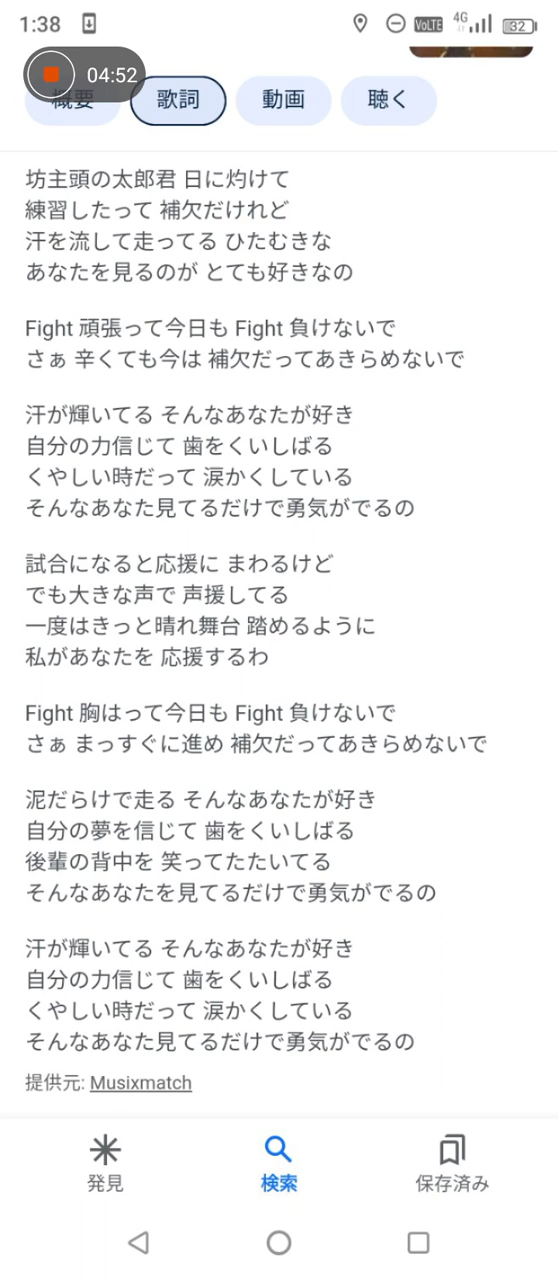 1:38
VoLTE 4G 32
04:52
概要 歌詞 動画 聴く
坊主頭の太郎君 日に灼けて
練習したって 補欠だけれど
汗を流して走ってる ひたむきな
あなたを見るのが とても好きなの
Fight 頑張って今日も Fight 負けないで
さぁ 辛くても今は 補欠だってあきらめないで
汗が輝いてる そんなあなたが好き
自分の力信じて 歯をくいしばる
くやしい時だって 涙かくしている
そんなあなた見てるだけで勇気がでるの
試合になると応援に まわるけど
でも大きな声で 声援してる
一度はきっと晴れ舞台 踏めるように
私があなたを 応援するわ
Fight 胸はって今日も Fight 負けないで
さぁ まっすぐに進め 補欠だってあきらめないで
泥だらけで走る そんなあなたが好き
自分の夢を信じて 歯をくいしばる
後輩の背中を 笑ってたたいてる
そんなあなたを見てるだけで勇気がでるの
汗が輝いてる そんなあなたが好き
自分の力信じて 歯をくいしばる
くやしい時だって 涙かくしている
そんなあなた見てるだけで勇気がでるの
提供元: Musixmatch
発見 検索 保存済み